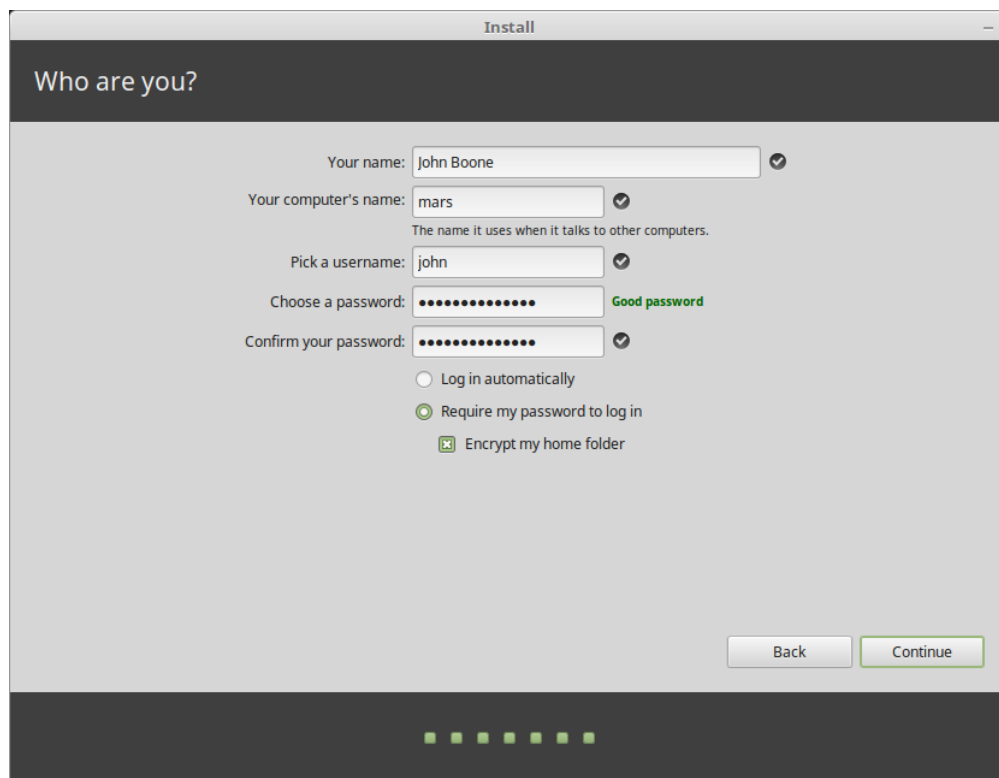 Install
Who are you?
Your name: John Boone
Your computer's name: mars
The name it uses when it talks to other computers.
Pick a username: john
Choose a password: ●●●●●●●●●●●●●● Good password
Confirm your password: ●●●●●●●●●●●●●●
Log in automatically
Require my password to log in
Encrypt my home folder
Back Continue